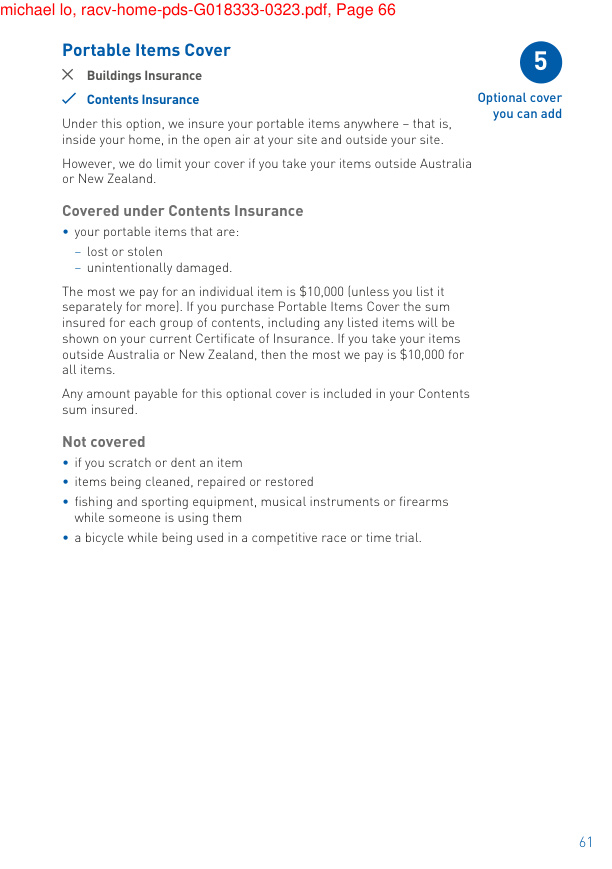 michael lo, racv-home-pds-G018333-0323.pdf, Page 66
Portable Items Cover
Buildings Insurance
Contents Insurance
5
Optional cover
you can add
Under this option, we insure your portable items anywhere – that is,
inside your home, in the open air at your site and outside your site.
However, we do limit your cover if you take your items outside Australia
or New Zealand.
Covered under Contents Insurance
• your portable items that are:
– lost or stolen
– unintentionally damaged.
The most we pay for an individual item is $10,000 (unless you list it
separately for more). If you purchase Portable Items Cover the sum
insured for each group of contents, including any listed items will be
shown on your current Certificate of Insurance. If you take your items
outside Australia or New Zealand, then the most we pay is $10,000 for
all items.
Any amount payable for this optional cover is included in your Contents
sum insured.
Not covered
• if you scratch or dent an item
• items being cleaned, repaired or restored
• fishing and sporting equipment, musical instruments or firearms
while someone is using them
• a bicycle while being used in a competitive race or time trial.
61